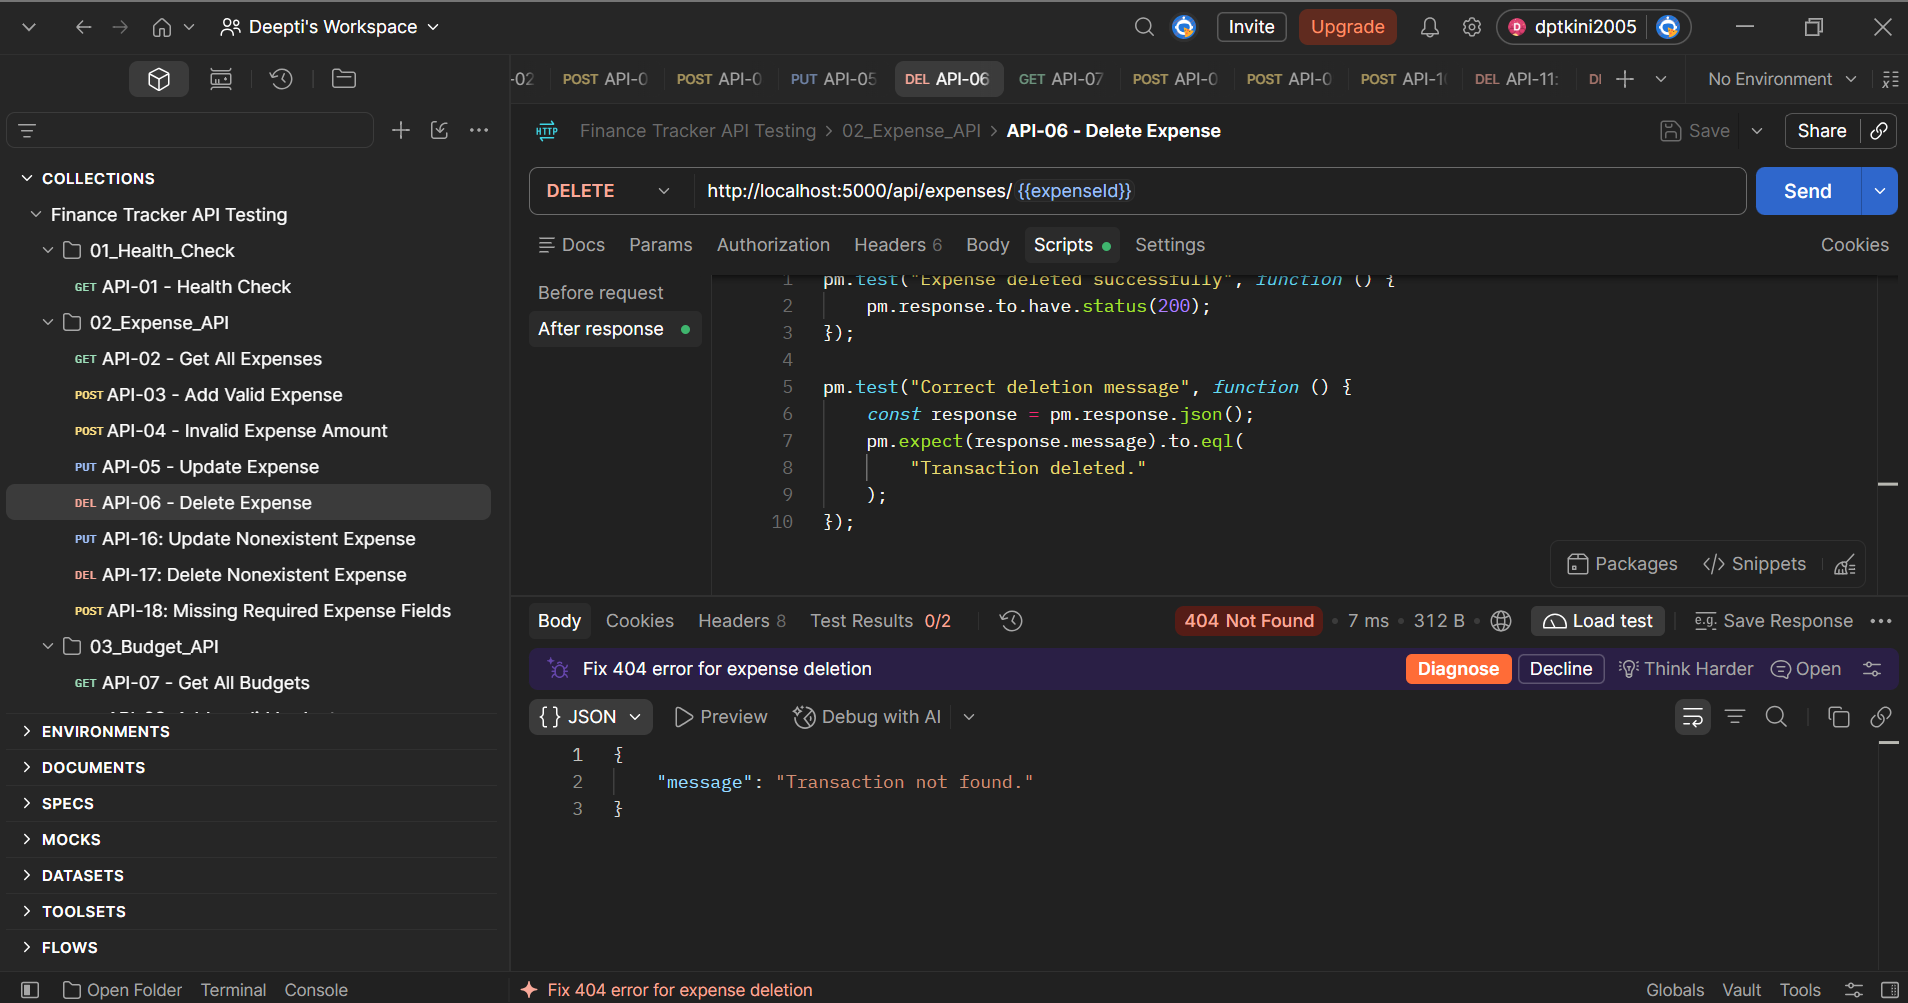 Deepti's Workspace
Invite
Upgrade
dptkini2005
-02
POST API-0
POST API-0
PUT API-05
DEL API-06
GET API-07
POST API-0
POST API-0
POST API-1
DEL API-11:
No Environment
Finance Tracker API Testing > 02_Expense_API > API-06 - Delete Expense
Save
Share
COLLECTIONS
Finance Tracker API Testing
01_Health_Check
GET API-01 - Health Check
02_Expense_API
GET API-02 - Get All Expenses
POST API-03 - Add Valid Expense
POST API-04 - Invalid Expense Amount
PUT API-05 - Update Expense
DEL API-06 - Delete Expense
PUT API-16: Update Nonexistent Expense
DEL API-17: Delete Nonexistent Expense
POST API-18: Missing Required Expense Fields
03_Budget_API
GET API-07 - Get All Budgets
ENVIRONMENTS
DOCUMENTS
SPECS
MOCKS
DATASETS
TOOLSETS
FLOWS
HTTP
DELETE
http://localhost:5000/api/expenses/ {{expenseId}}
Send
Docs
Params
Authorization
Headers 6
Body
Scripts
Settings
Cookies
Before request
After response
1 pm.test("Expense deleted successfully", function () {
2 pm.response.to.have.status(200);
3 });
4
5 pm.test("Correct deletion message", function () {
6 const response = pm.response.json();
7 pm.expect(response.message).to.eql(
8 "Transaction deleted."
9 );
10 });
Packages
Snippets
Body
Cookies
Headers 8
Test Results 0/2
404 Not Found
7 ms
312 B
Load test
e.g. Save Response
Fix 404 error for expense deletion
Diagnose
Decline
Think Harder
Open
{} JSON
Preview
Debug with AI
1 {
2 "message": "Transaction not found."
3 }
Open Folder
Terminal
Console
Fix 404 error for expense deletion
Globals
Vault
Tools